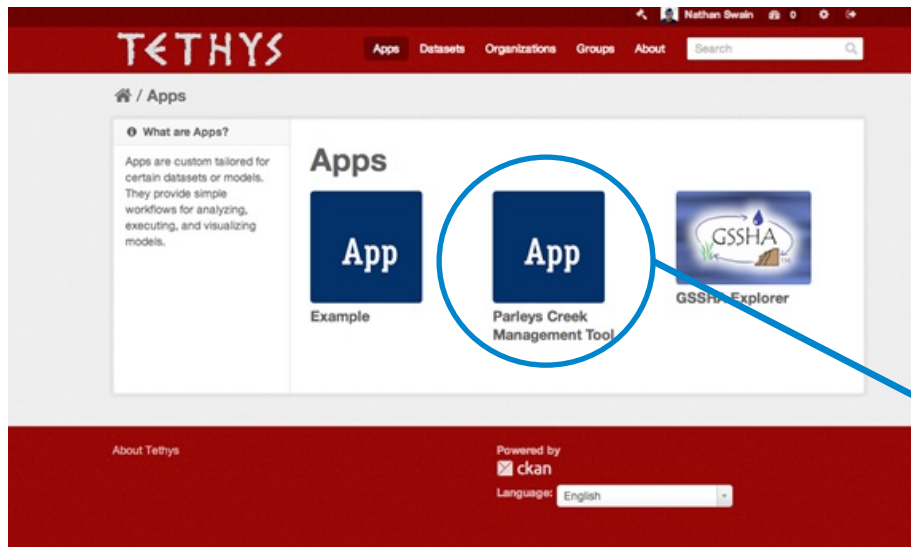 Nathan Swain 0
TETHYS Apps Datasets Organizations Groups About Search
/ Apps
What are Apps?
Apps are custom tailored for
certain datasets or models.
They provide simple
workflows for analyzing,
executing, and visualizing
models.
Apps
App
Example
App
Parleys Creek
Management Tool
GSSHA
TM
GSSHA Explorer
About Tethys
Powered by
ckan
Language: English